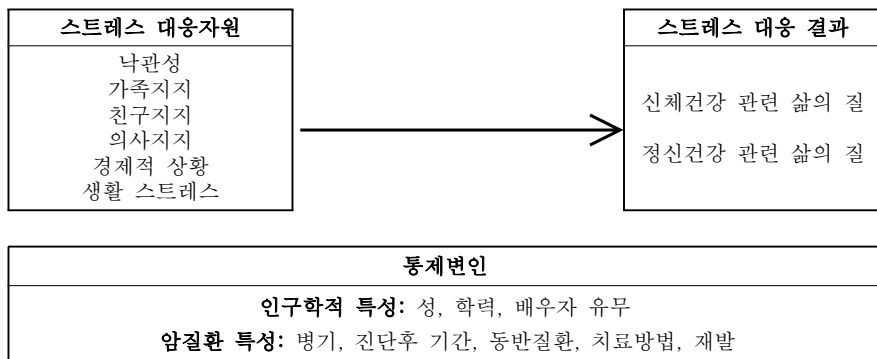 스트레스 대응자원
낙관성
가족지지
친구지지
의사지지
경제적 상황
생활 스트레스
스트레스 대응 결과
신체건강 관련 삶의 질
정신건강 관련 삶의 질
통제변인
인구학적 특성: 성, 학력, 배우자 유무
암질환 특성: 병기, 진단후 기간, 동반질환, 치료방법, 재발